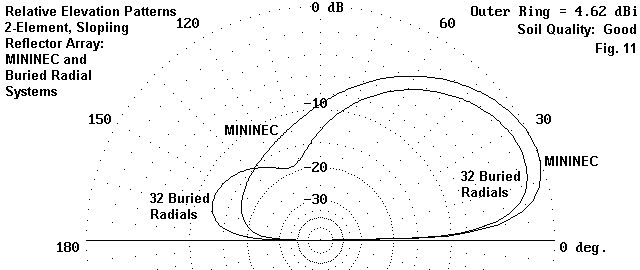 Relative Elevation Patterns
2-Element, Slopiing
Reflector Array:
MININEC and
Buried Radial
Systems
0 dB
Outer Ring = 4.62 dBi
Soil Quality: Good
Fig. 11
120
60
-10
150
30
MININEC
MININEC
-20
32 Buried
Radials
32 Buried
Radials
-30
180
0 deg.